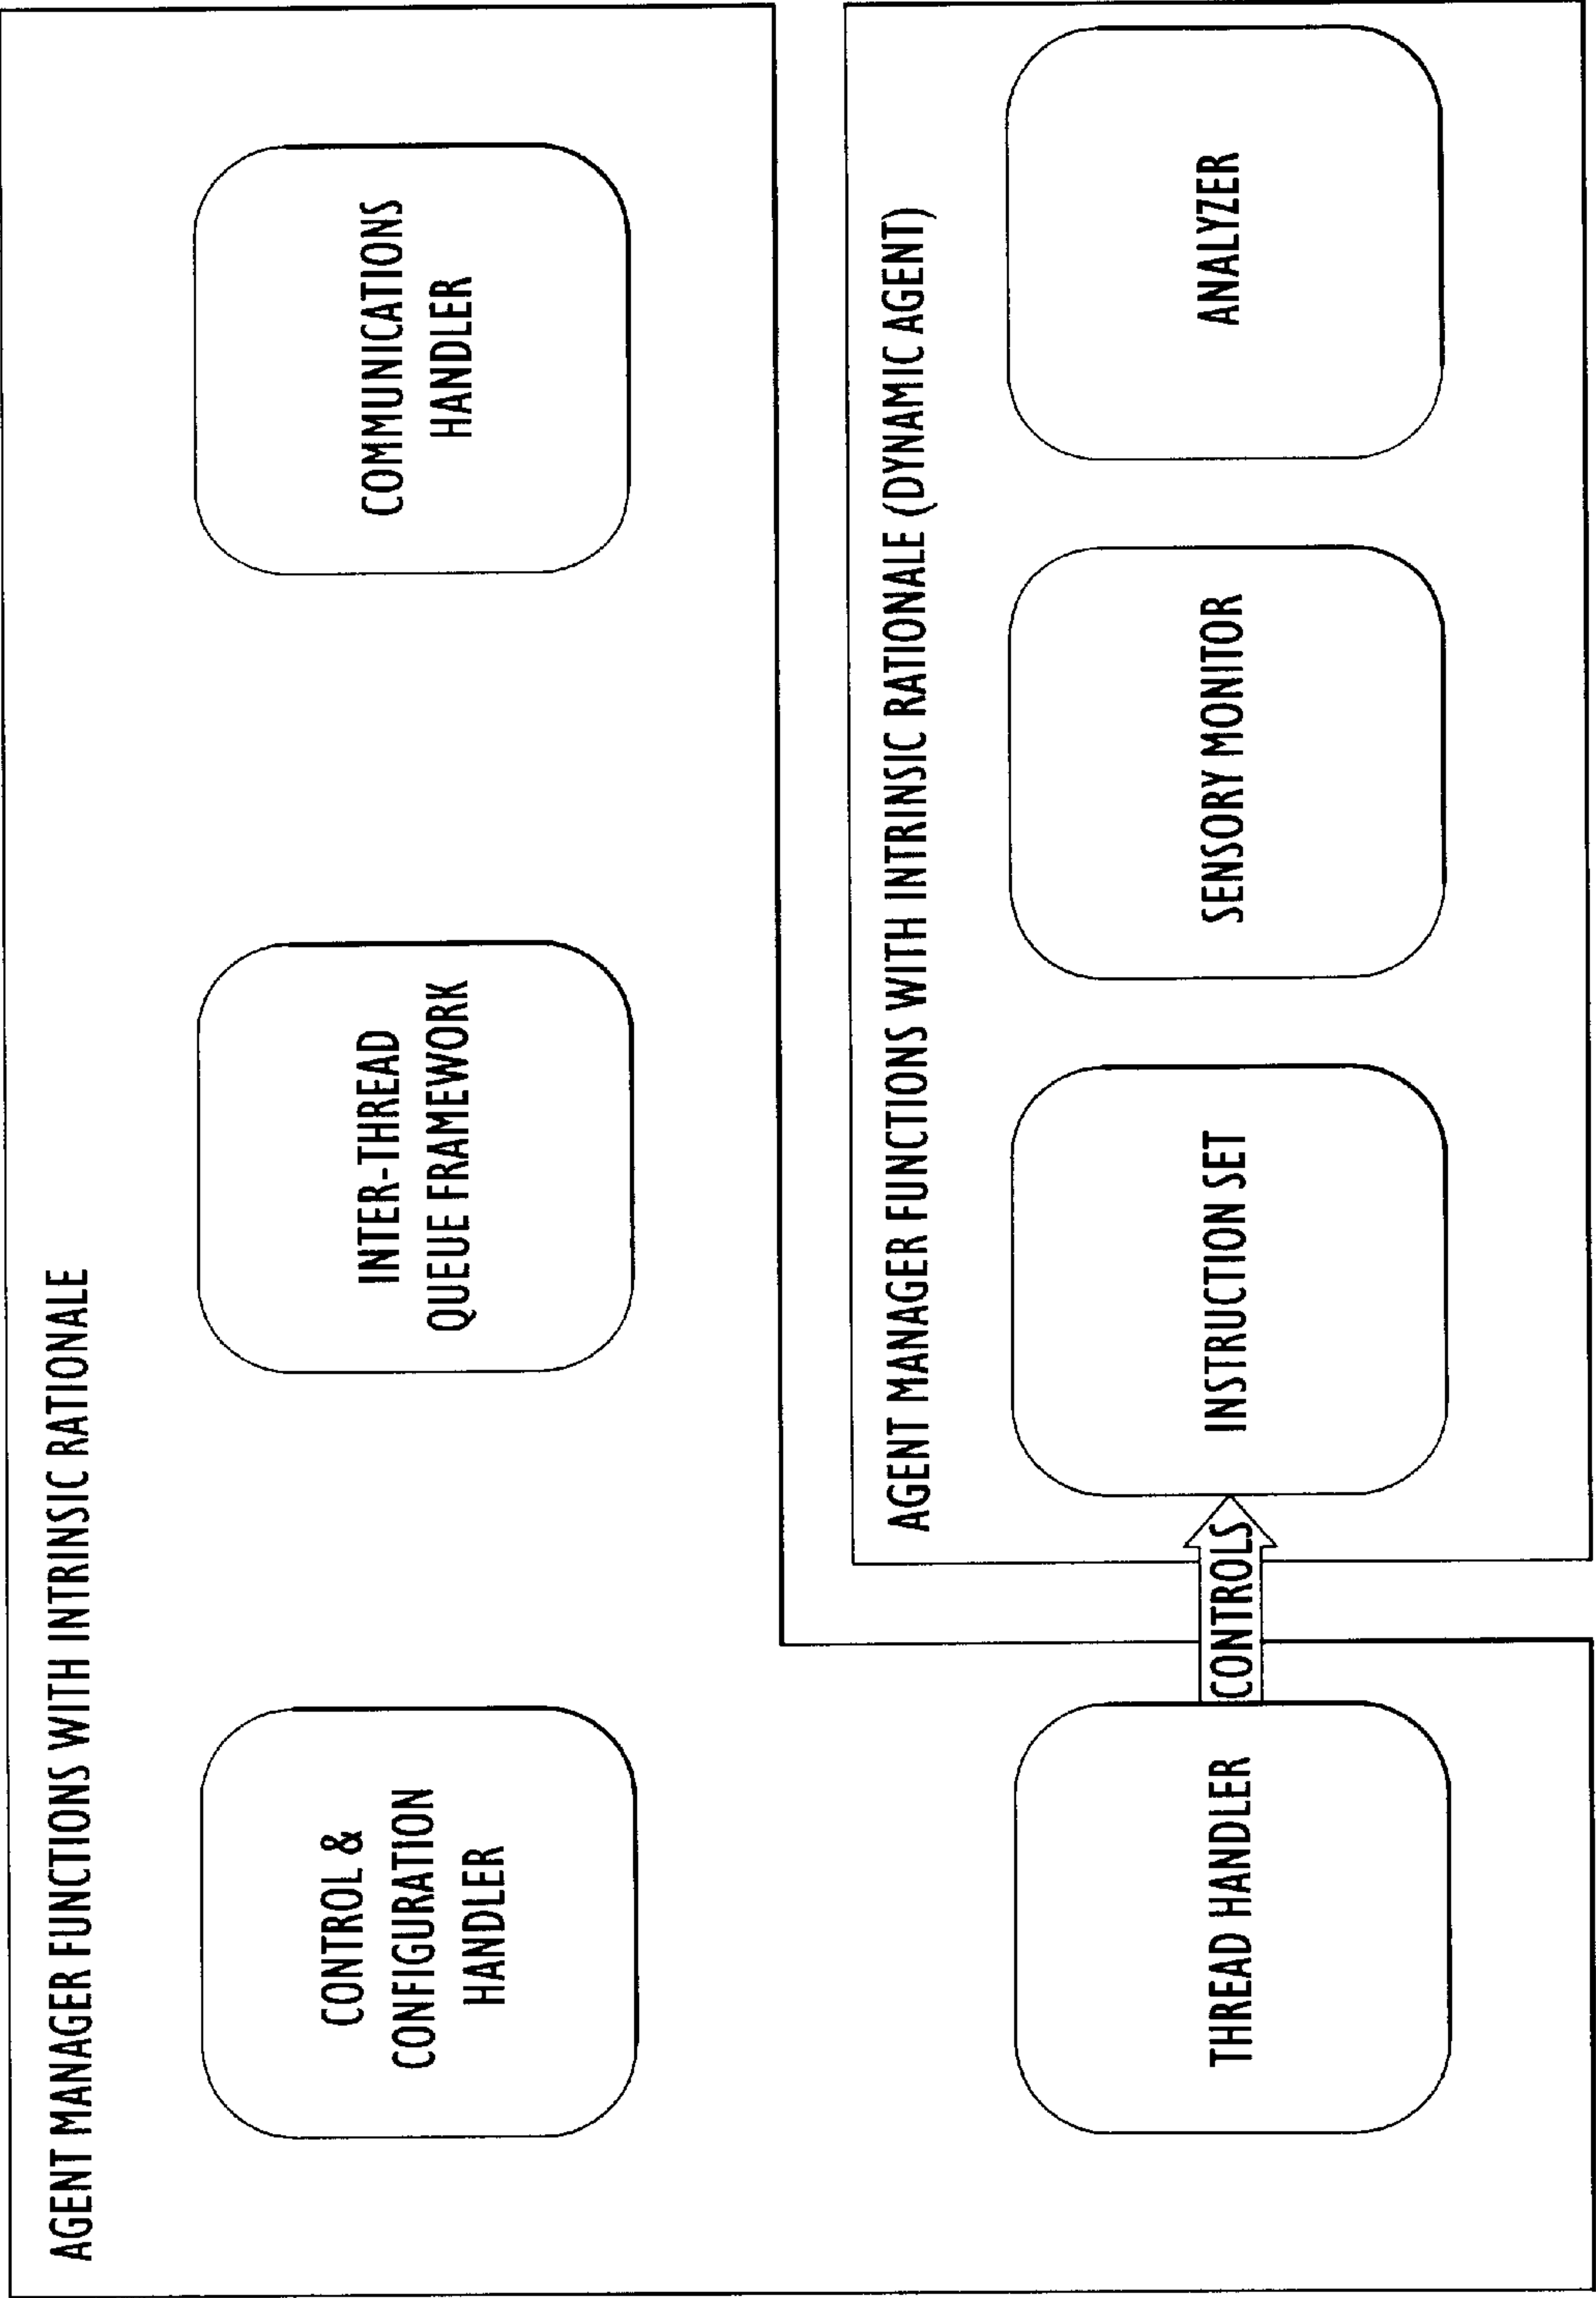 AGENT MANAGER FUNCTIONS WITH INTRINSIC RATIONALE
CONTROL &
CONFIGURATION
HANDLER
INTER-THREAD
QUEUE FRAMEWORK
COMMUNICATIONS
HANDLER
THREAD HANDLER
CONTROLS
AGENT MANAGER FUNCTIONS WITH INTRINSIC RATIONALE (DYNAMIC AGENT)
INSTRUCTION SET
SENSORY MONITOR
ANALYZER